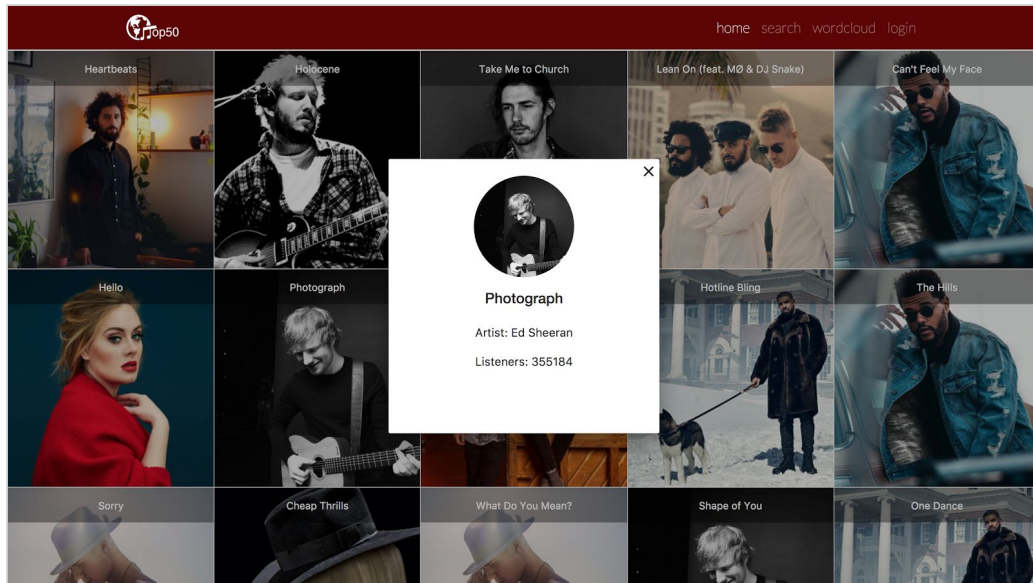 Top50
home search wordcloud login
Heartbeats
Holocene
Take Me to Church
Lean On (feat. MØ & DJ Snake)
Can't Feel My Face
Photograph
Artist: Ed Sheeran
Listeners: 355184
Hello
Photograph
Hotline Bling
The Hills
Sorry
Cheap Thrills
What Do You Mean?
Shape of You
One Dance